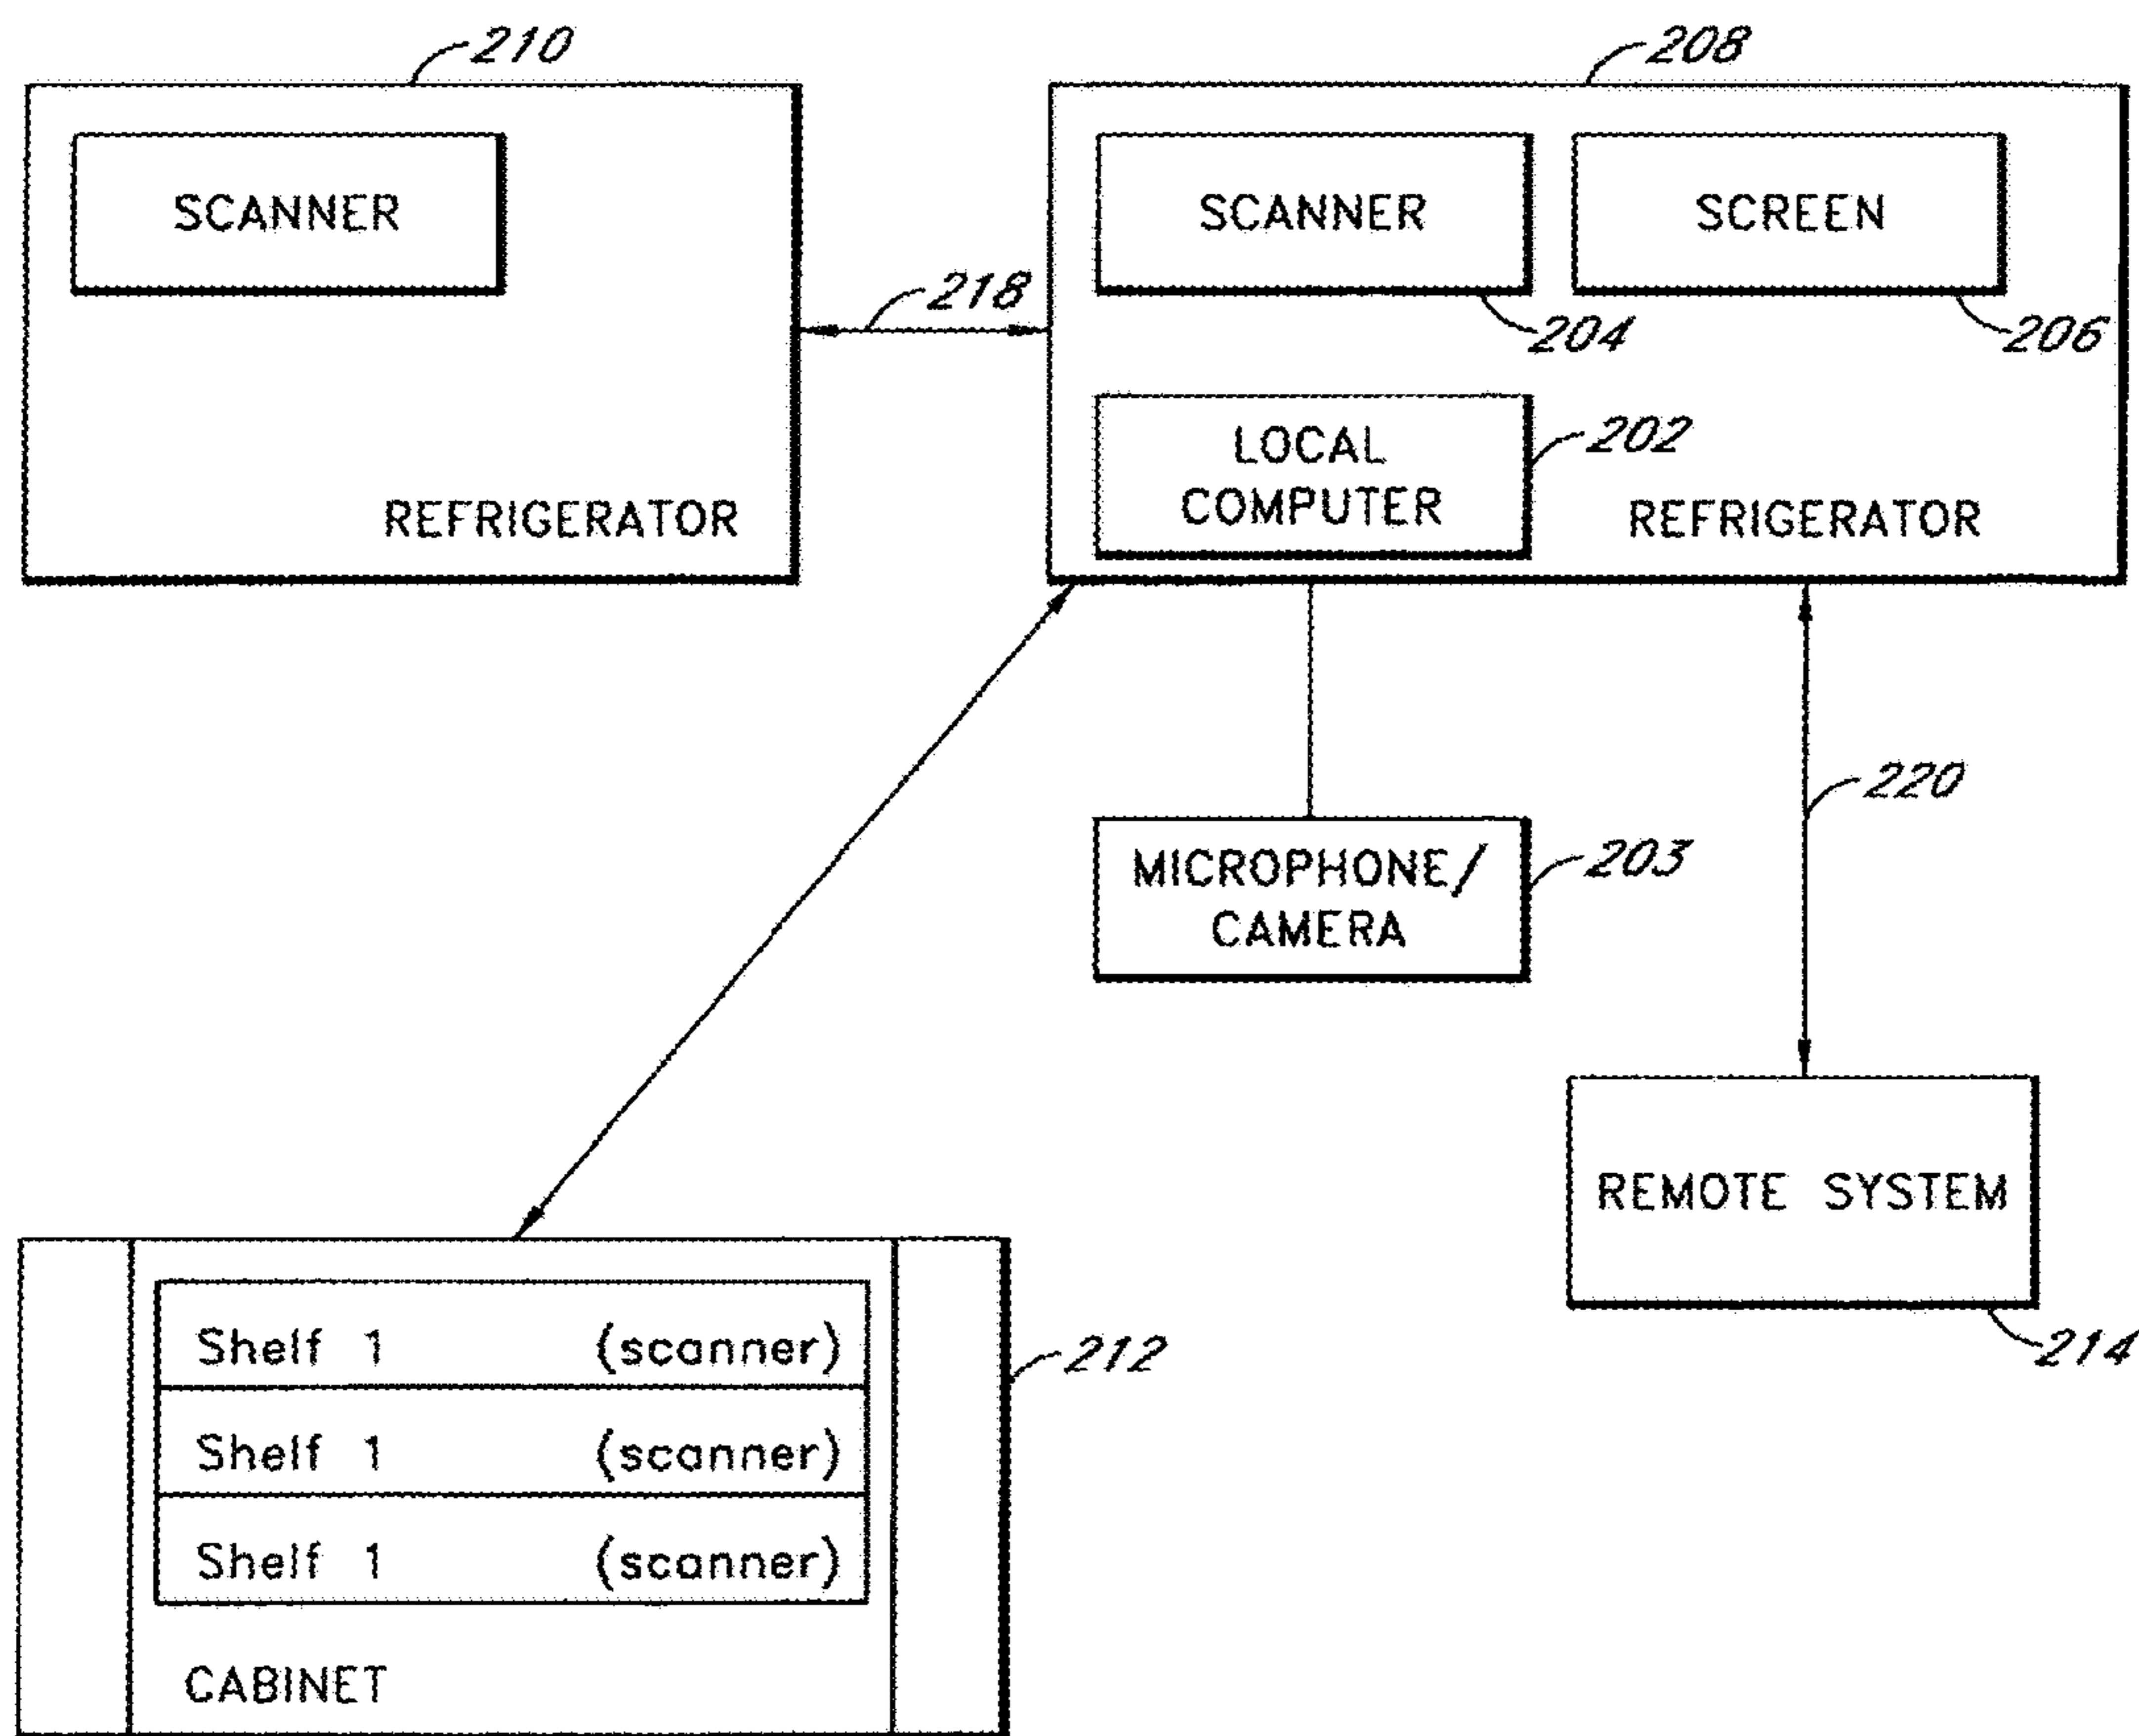 210
208
SCANNER
SCANNER
SCREEN
218
204
206
LOCAL
COMPUTER
202
REFRIGERATOR
REFRIGERATOR
220
MICROPHONE/
CAMERA
203
REMOTE SYSTEM
214
Shelf 1 (scanner)
Shelf 1 (scanner)
Shelf 1 (scanner)
212
CABINET